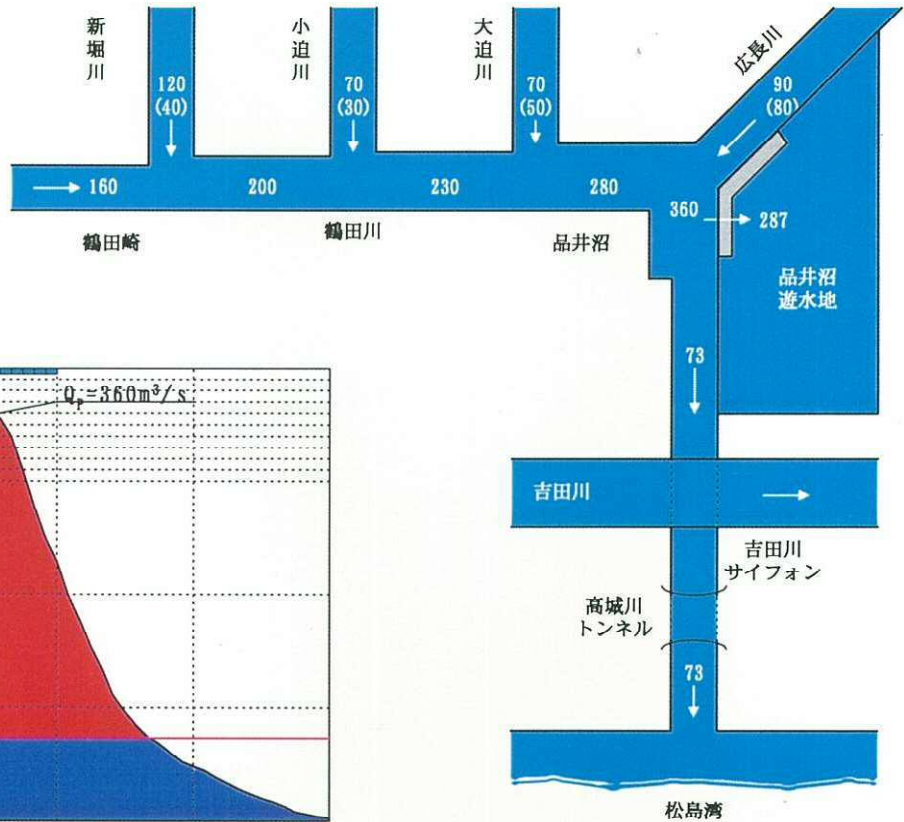 新堀川
小迫川
大迫川
広長川
120
(40)
70
(30)
70
(50)
90
(80)
160
200
230
280
360
287
鶴田崎
鶴田川
品井沼
品井沼
遊水地
73
Qp=360m³/s
吉田川
吉田川
サイフォン
高城川
トンネル
73
松島湾